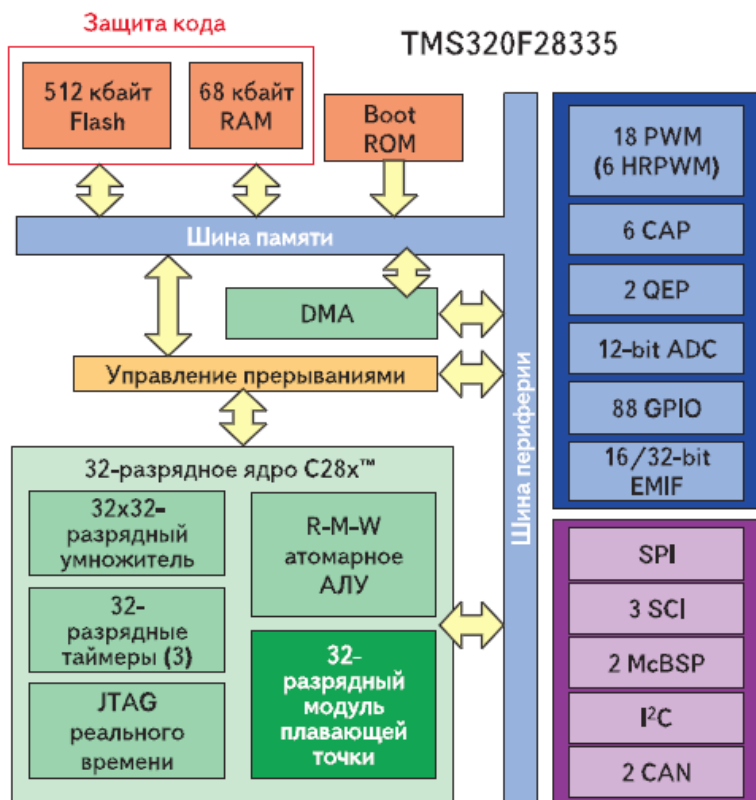 Защита кода
TMS320F28335
512 кбайт
Flash
68 кбайт
RAM
Boot
ROM
Шина памяти
DMA
Управление прерываниями
32-разрядное ядро C28x™
32x32-
разрядный
умножитель
R-M-W
атомарное
АЛУ
32-
разрядные
таймеры (3)
32-
разрядный
модуль
плавающей
точки
JTAG
реального
времени
Шина периферии
18 PWM
(6 HRPWM)
6 CAP
2 QEP
12-bit ADC
88 GPIO
16/32-bit
EMIF
SPI
3 SCI
2 McBSP
I²C
2 CAN